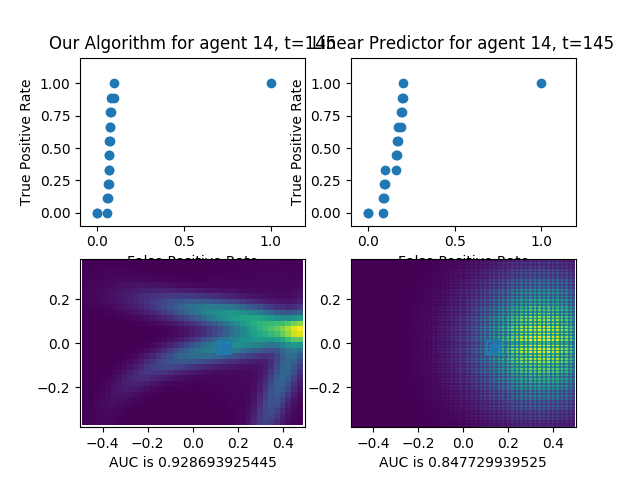 Our Algorithm for agent 14, t=145
Linear Predictor for agent 14, t=145
True Positive Rate
1.00
0.75
0.50
0.25
0.00
0.0 0.5 1.0
False Positive Rate
True Positive Rate
1.00
0.75
0.50
0.25
0.00
0.0 0.5 1.0
False Positive Rate
0.2
0.0
−0.2
−0.4 −0.2 0.0 0.2 0.4
AUC is 0.928693925445
0.2
0.0
−0.2
−0.4 −0.2 0.0 0.2 0.4
AUC is 0.847729939525